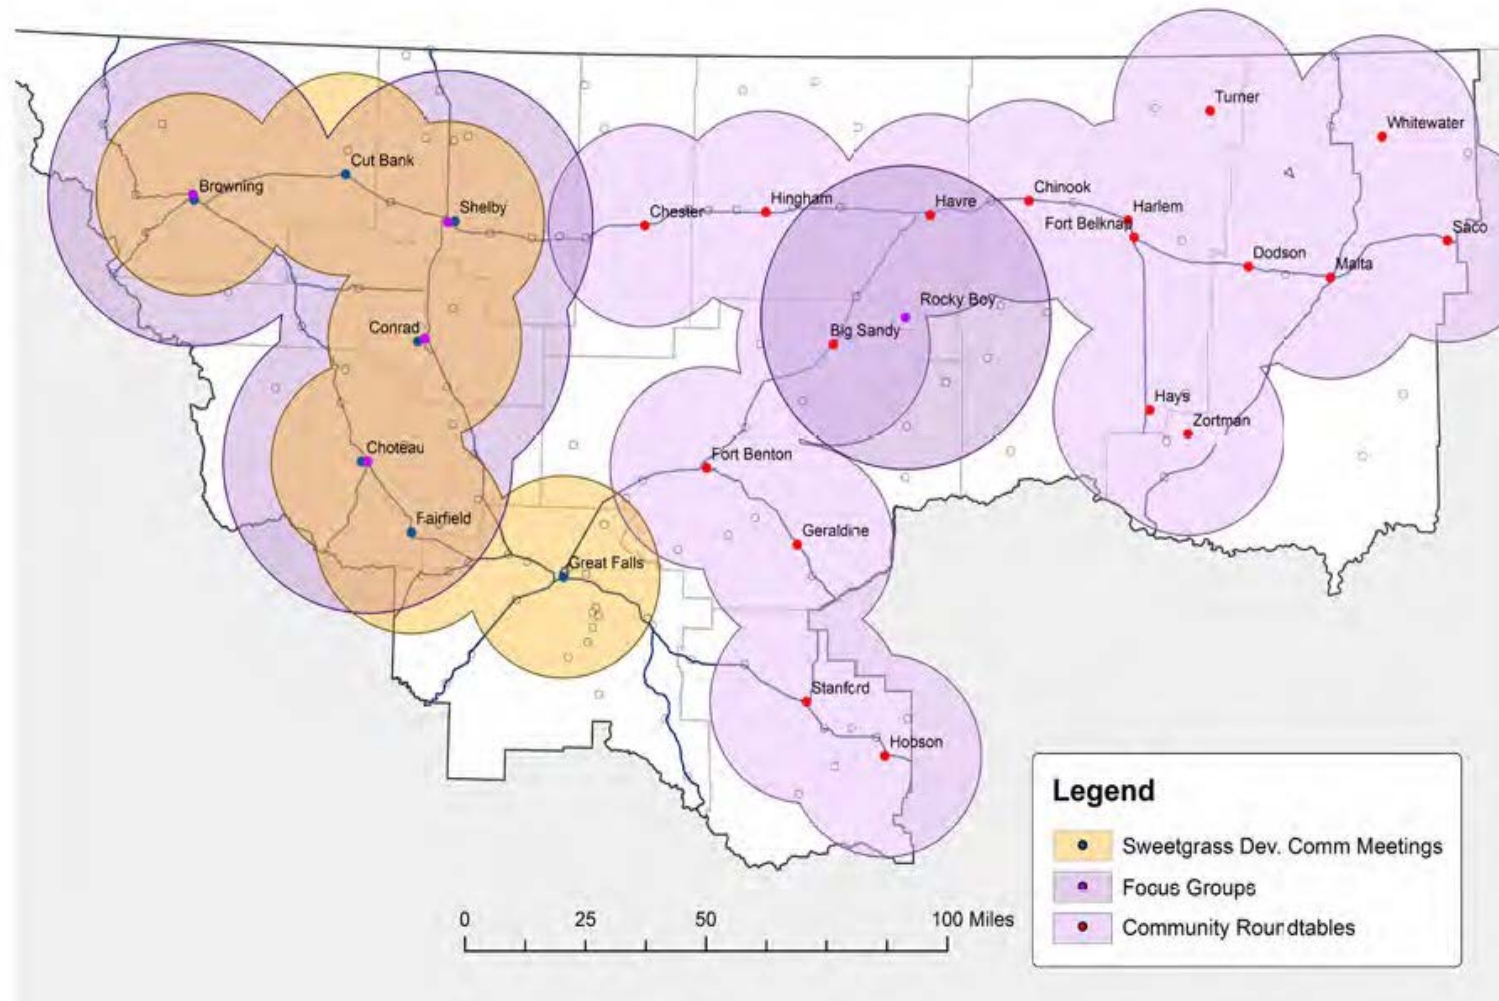 Turner
Whitewater
Cut Bank
Browning
Shelby
Chester
Hingham
Havre
Chinook
Harlem
Fort Belknap
Saco
Dodson
Malta
Rocky Boy
Conrad
Big Sandy
Hays
Zortman
Choteau
Fort Benton
Fairfield
Geraldine
Great Falls
Stanford
Hobson
Legend
Sweetgrass Dev. Comm Meetings
Focus Groups
Community Roundtables
0 25 50 100 Miles